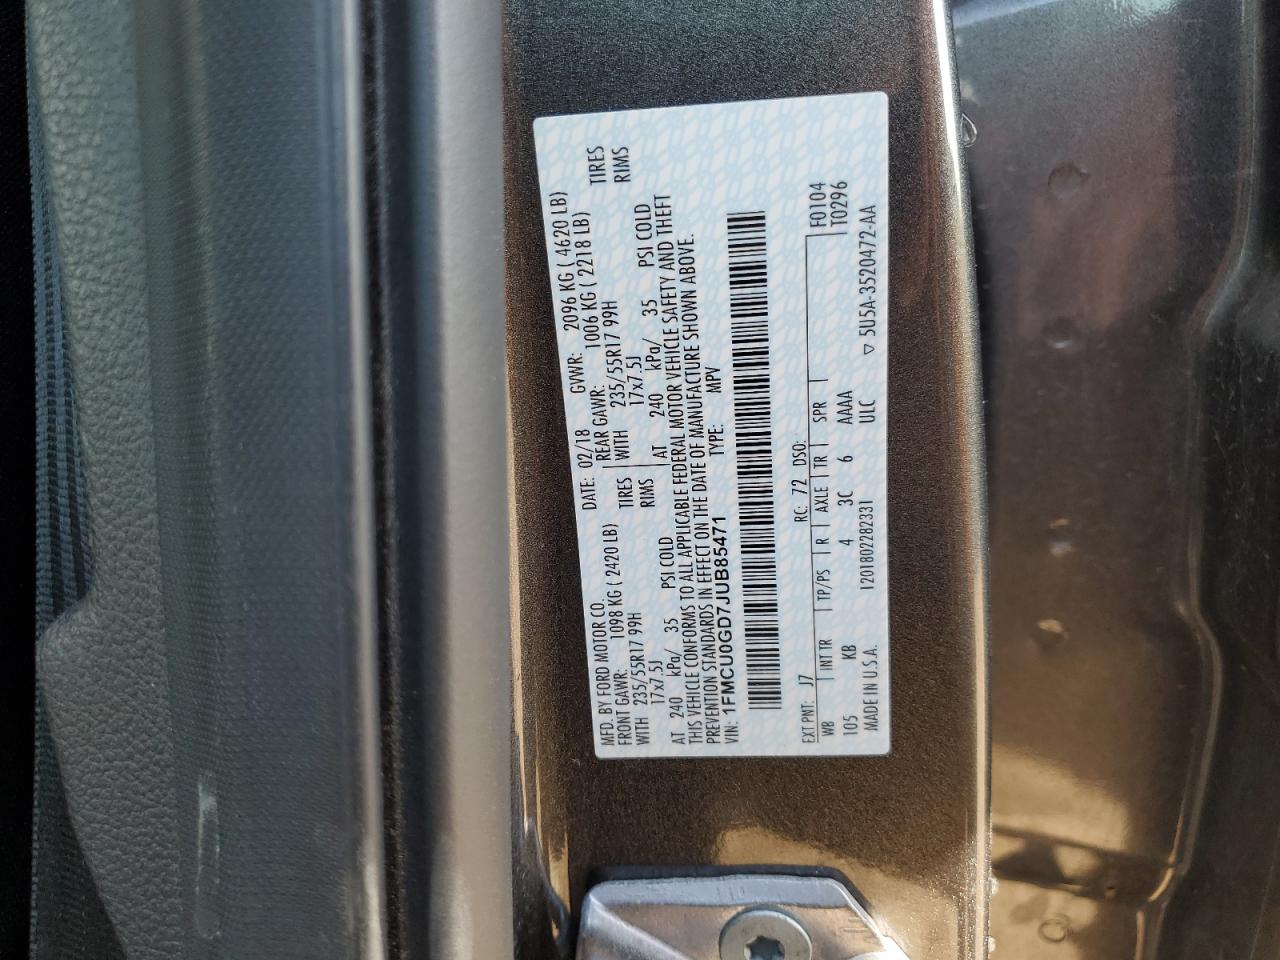 MFD. BY FORD MOTOR CO. DATE: 02/18 GVWR: 2096 KG ( 4620 LB)
FRONT GAWR: 1098 KG ( 2420 LB) REAR GAWR: 1006 KG ( 2218 LB)
WITH 235/55R17 99H TIRES WITH 235/55R17 99H TIRES
17x7.5J RIMS 17x7.5J RIMS
AT 240 kPa/ 35 PSI COLD AT 240 kPa/ 35 PSI COLD
THIS VEHICLE CONFORMS TO ALL APPLICABLE FEDERAL MOTOR VEHICLE SAFETY AND THEFT
PREVENTION STANDARDS IN EFFECT ON THE DATE OF MANUFACTURE SHOWN ABOVE.
VIN: 1FMCU0GD7JUB85471 TYPE: MPV
EXT PNT: J7 RC: 72 DSO: F0104
WB INT TR TP/PS R AXLE TR SPR T0296
105 KB 4 3C 6 AAAA
MADE IN U.S.A. 1201802282331 ULC ▽ 5U5A-3520472-AA